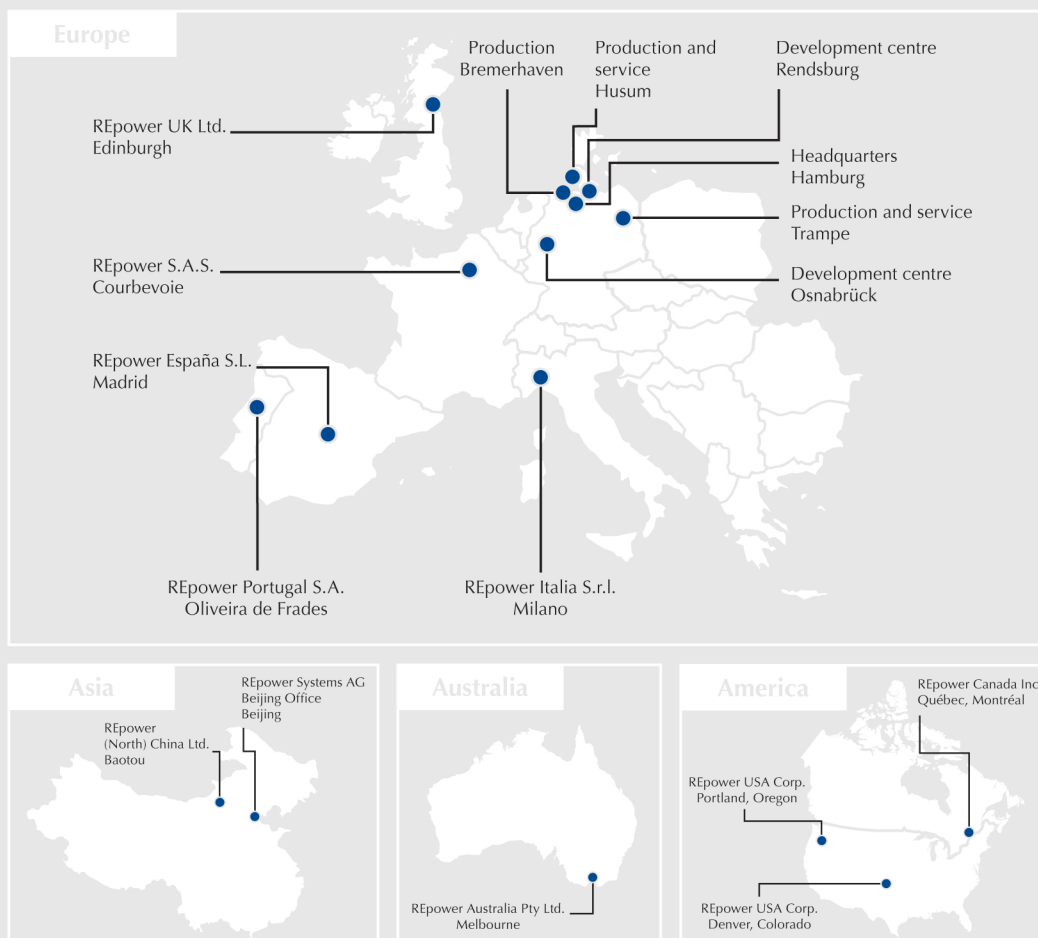 Europe
Production
Bremerhaven
Production and
service
Husum
Development centre
Rendsburg
REpower UK Ltd.
Edinburgh
Headquarters
Hamburg
Production and service
Trampe
REpower S.A.S.
Courbevoie
Development centre
Osnabrück
REpower España S.L.
Madrid
REpower Portugal S.A.
Oliveira de Frades
REpower Italia S.r.l.
Milano
Asia
REpower Systems AG
Beijing Office
Beijing
REpower
(North) China Ltd.
Baotou
Australia
REpower Australia Pty Ltd.
Melbourne
America
REpower Canada Inc
Québec, Montréal
REpower USA Corp.
Portland, Oregon
REpower USA Corp.
Denver, Colorado